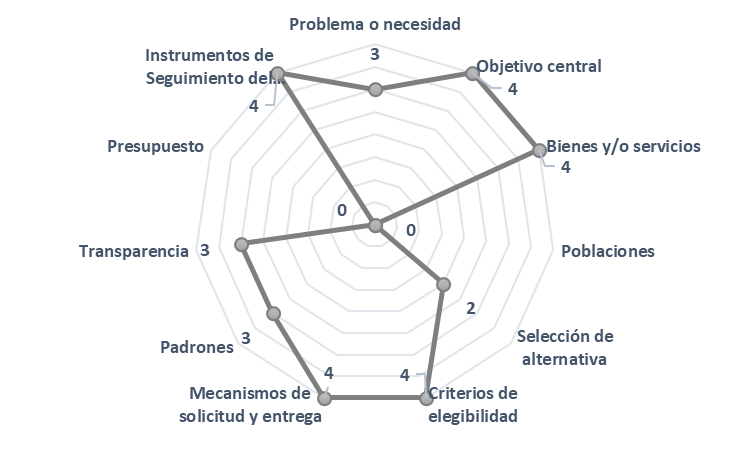 Problema o necesidad
3
Objetivo central
4
Bienes y/o servicios
4
Poblaciones
0
Selección de
alternativa
2
Criterios de
elegebilidad
4
Mecanismos de
solicitud y entrega
4
Padrones
3
Transparencia
3
Presupuesto
0
Instrumentos de
Seguimiento del...
4